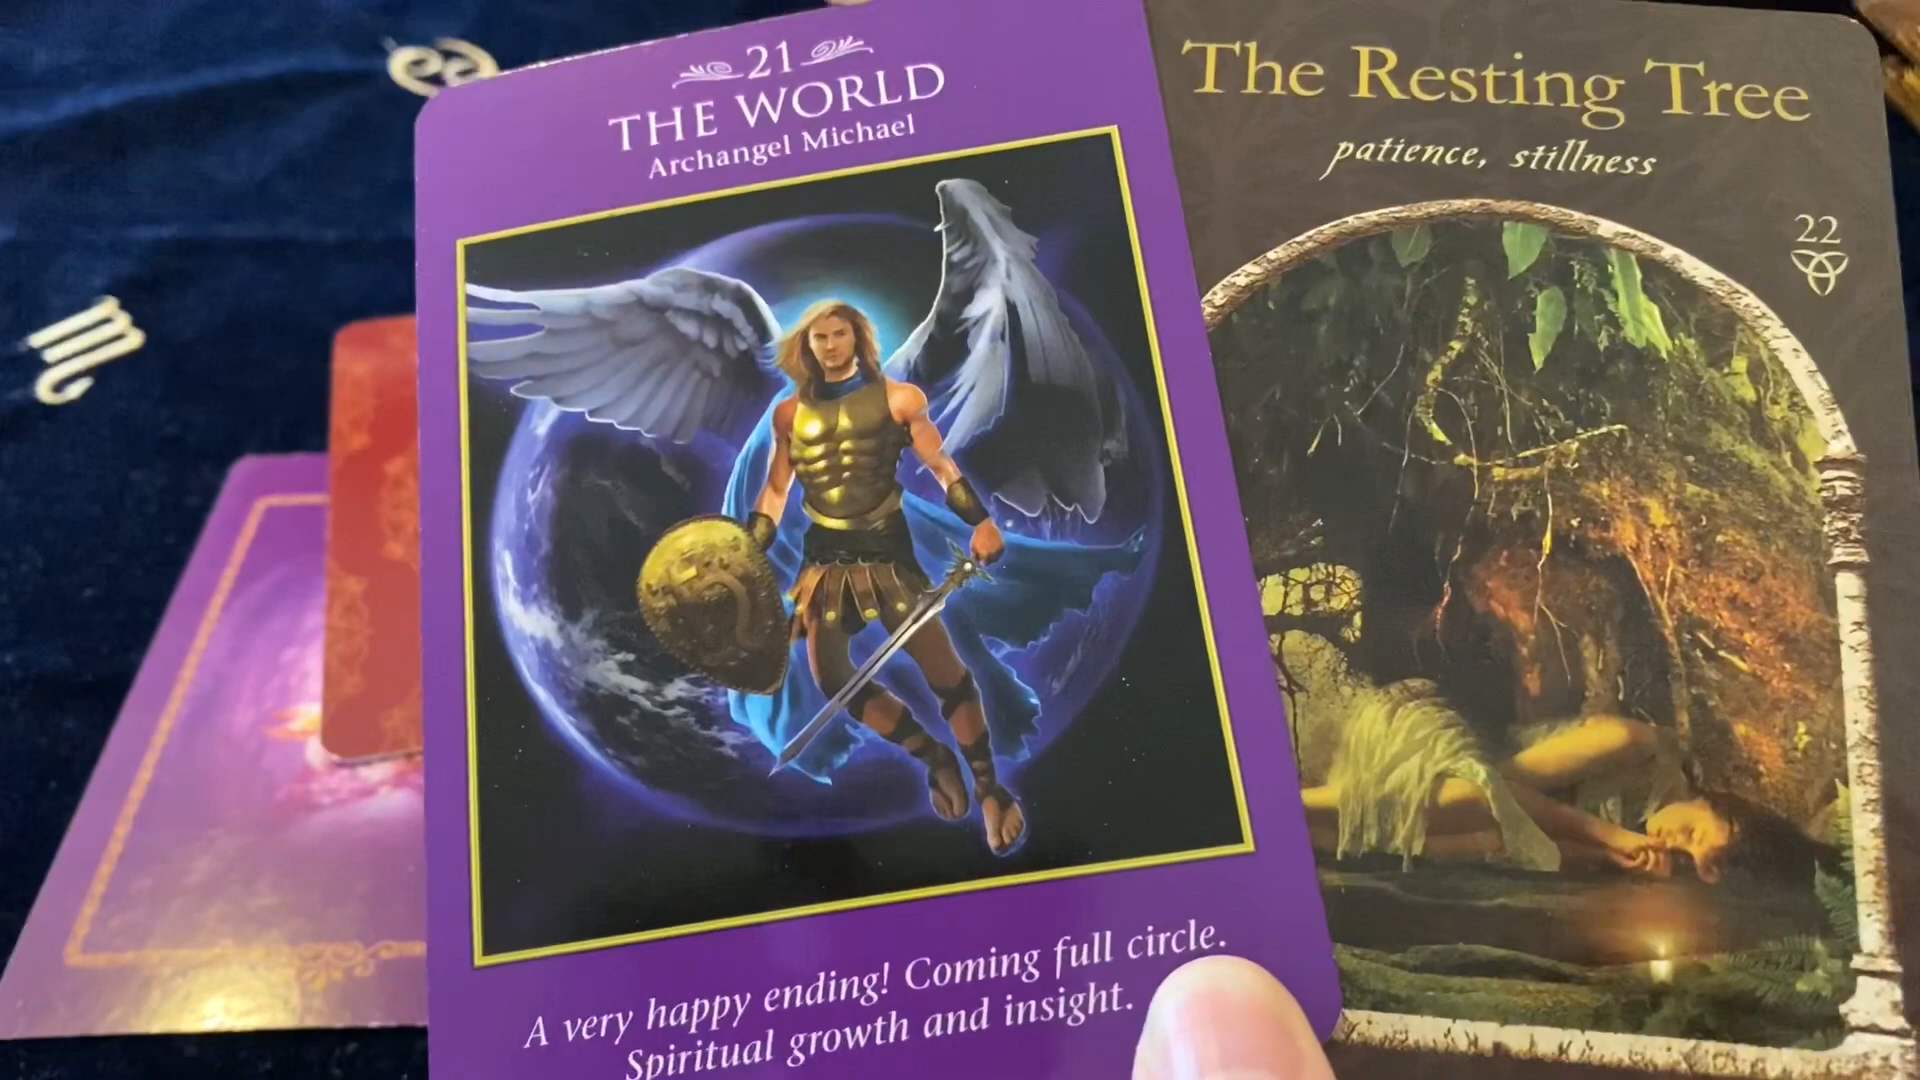 21
THE WORLD
Archangel Michael
A very happy ending! Coming full circle.
Spiritual growth and insight.
The Resting Tree
patience, stillness
22